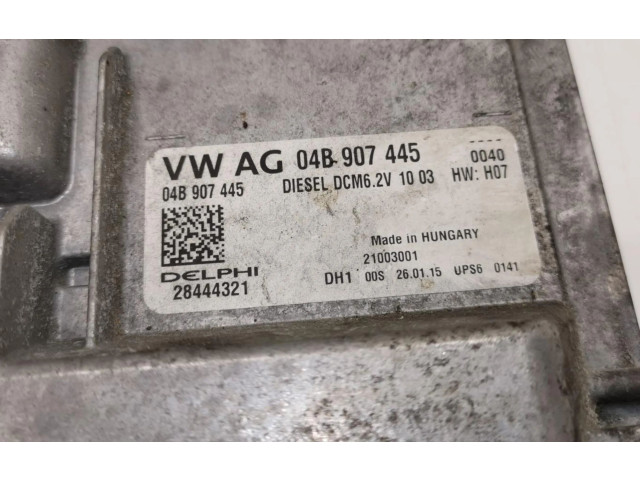 VW AG 04B 907 445 0040
04B 907 445 DIESEL DCM6.2V 10 03 HW: H07
Made in HUNGARY
21003001
DELPHI
28444321 DH1 00S 26.01.15 UPS6 0141